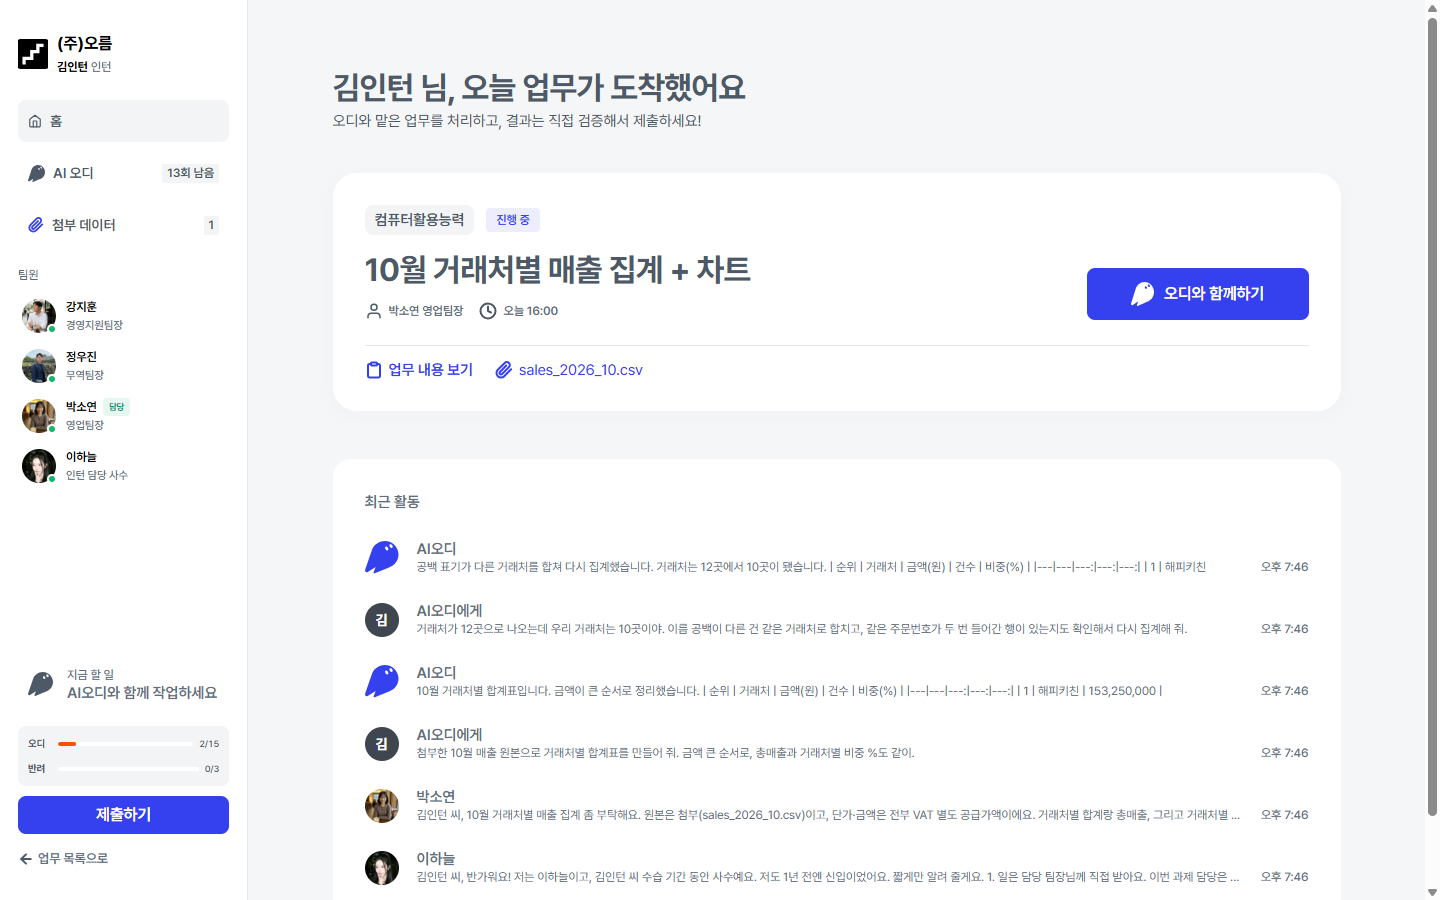 (주)오름
김인턴 인턴
홈
AI 오디
13회 남음
첨부 데이터
1
팀원
강지훈
경영지원팀장
정우진
무역팀장
박소연 담당
영업팀장
이하늘
인턴 담당 사수
지금 할 일
AI오디와 함께 작업하세요
오디 2/15
반려 0/3
제출하기
업무 목록으로
김인턴 님, 오늘 업무가 도착했어요
오디와 맡은 업무를 처리하고, 결과는 직접 검증해서 제출하세요!
컴퓨터활용능력 진행 중
10월 거래처별 매출 집계 + 차트
박소연 영업팀장 오늘 16:00
오디와 함께하기
업무 내용 보기 sales_2026_10.csv
최근 활동
AI오디
공백 표기가 다른 거래처를 합쳐 다시 집계했습니다. 거래처는 12곳에서 10곳이 됐습니다. | 순위 | 거래처 | 금액(원) | 건수 | 비중(%) | |---|---|---:|---:|---:| | 1 | 해피키친 오후 7:46
김
AI오디에게
거래처가 12곳으로 나오는데 우리 거래처는 10곳이야. 이름 공백이 다른 건 같은 거래처로 합치고, 같은 주문번호가 두 번 들어간 행이 있는지도 확인해서 다시 집계해 줘. 오후 7:46
AI오디
10월 거래처별 합계표입니다. 금액이 큰 순서로 정리했습니다. | 순위 | 거래처 | 금액(원) | 건수 | 비중(%) | |---|---|---:|---:|---:| | 1 | 해피키친 | 153,250,000 | 오후 7:46
김
AI오디에게
첨부한 10월 매출 원본으로 거래처별 합계표를 만들어 줘. 금액 큰 순서로, 총매출과 거래처별 비중 %도 같이. 오후 7:46
박소연
김인턴 씨, 10월 거래처별 매출 집계 좀 부탁해요. 원본은 첨부(sales_2026_10.csv)이고, 단가·금액은 전부 VAT 별도 공급가액이에요. 거래처별 합계랑 총매출, 그리고 거래처별 ... 오후 7:46
이하늘
김인턴 씨, 반가워요! 저는 이하늘이고, 김인턴 씨 수습 기간 동안 사수예요. 저도 1년 전엔 신입이었어요. 짧게만 알려 줄게요. 1. 일은 담당 팀장님께 직접 받아요. 이번 과제 담당은 ... 오후 7:46